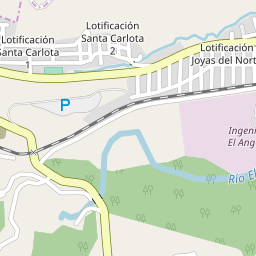 Lotificación
Santa Carlota
2
Lotificación
Santa Carlota
1
Lotificación
Joyas del Nort
P
Ingeni
El Ang
Río El